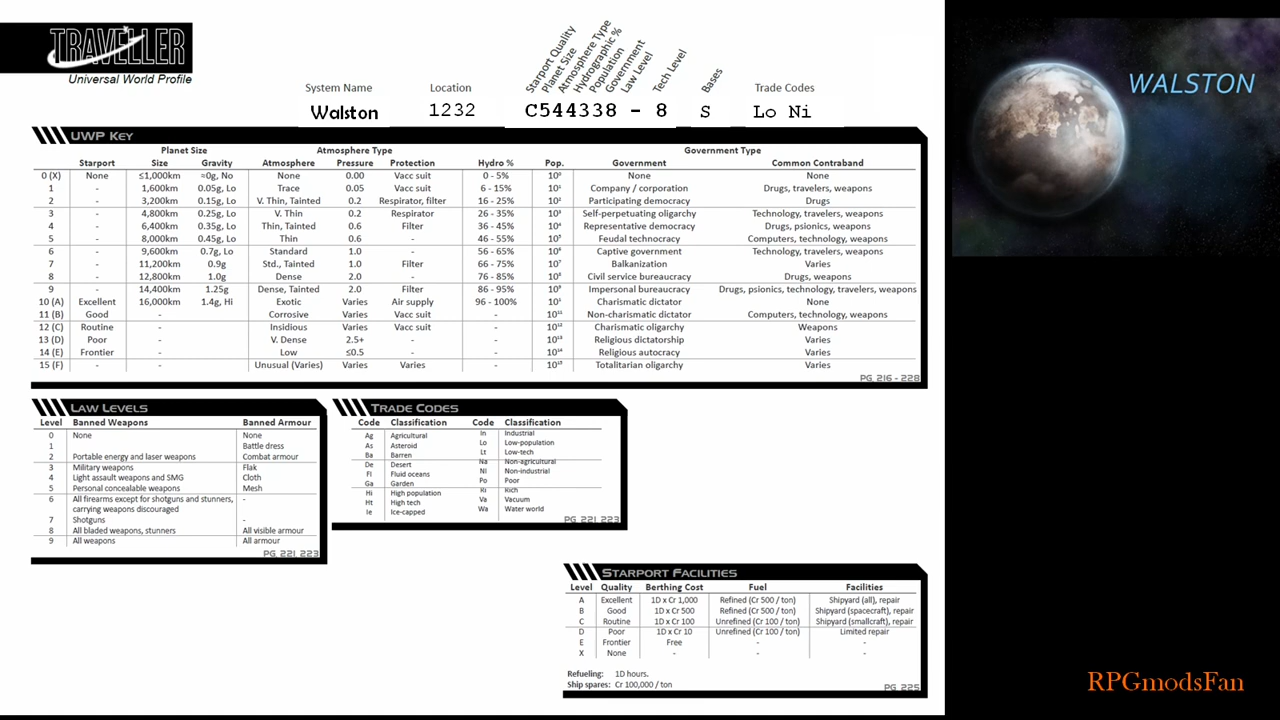 TRAVELLER
Universal World Profile
Starport Quality
Planet Size
Atmosphere Type
Hydrographic %
Population
Government
Law Level
Tech Level
Bases
System Name Location Trade Codes
Walston 1232 C544338 - 8 S Lo Ni
WALSTON
UWP Key
Planet Size Atmosphere Type Government Type
Starport Size Gravity Atmosphere Pressure Protection Hydro % Pop. Government Common Contraband
0 (X) None ≤1,000km ≈0g, No None 0.00 Vacc suit 0 - 5% 10⁰ None None
1 - 1,600km 0.05g, Lo Trace 0.05 Vacc suit 6 - 15% 10¹ Company / corporation Drugs, travelers, weapons
2 - 3,200km 0.15g, Lo V. Thin, Tainted 0.2 Respirator, filter 16 - 25% 10² Participating democracy Drugs
3 - 4,800km 0.25g, Lo V. Thin 0.2 Respirator 26 - 35% 10³ Self-perpetuating oligarchy Technology, travelers, weapons
4 - 6,400km 0.35g, Lo Thin, Tainted 0.6 Filter 36 - 45% 10⁴ Representative democracy Drugs, psionics, weapons
5 - 8,000km 0.45g, Lo Thin 0.6 - 46 - 55% 10⁵ Feudal technocracy Computers, technology, weapons
6 - 9,600km 0.7g, Lo Standard 1.0 - 56 - 65% 10⁶ Captive government Technology, travelers, weapons
7 - 11,200km 0.9g Std., Tainted 1.0 Filter 66 - 75% 10⁷ Balkanization Varies
8 - 12,800km 1.0g Dense 2.0 - 76 - 85% 10⁸ Civil service bureaucracy Drugs, weapons
9 - 14,400km 1.25g Dense, Tainted 2.0 Filter 86 - 95% 10⁹ Impersonal bureaucracy Drugs, psionics, technology, travelers, weapons
10 (A) Excellent 16,000km 1.4g, Hi Exotic Varies Air supply 96 - 100% Charismatic dictator None
11 (B) Good - Corrosive Varies Vacc suit - 10¹¹ Non-charismatic dictator Computers, technology, weapons
12 (C) Routine - Insidious Varies Vacc suit - 10¹² Charismatic oligarchy Weapons
13 (D) Poor - V. Dense 2.5+ - - 10¹³ Religious dictatorship Varies
14 (E) Frontier - Low ≤0.5 - - 10¹⁴ Religious autocracy Varies
15 (F) - - Unusual (Varies) Varies Varies - 10¹⁵ Totalitarian oligarchy Varies
PG. 216 - 228
Law Levels
Level Banned Weapons Banned Armour
0 None None
1 Battle dress
2 Portable energy and laser weapons Combat armour
3 Military weapons Flak
4 Light assault weapons and SMG Cloth
5 Personal concealable weapons Mesh
6 All firearms except for shotguns and stunners, -
carrying weapons discouraged
7 Shotguns -
8 All bladed weapons, stunners All visible armour
9 All weapons All armour
PG. 221, 223
Trade Codes
Code Classification Code Classification
Ag Agricultural In Industrial
As Asteroid Lo Low-population
Ba Barren Lt Low-tech
De Desert Na Non-agricultural
Fl Fluid oceans NI Non-industrial
Ga Garden Po Poor
Hi High population Ri Rich
Ht High tech Va Vacuum
Ie Ice-capped Wa Water world
PG. 221, 223
Starport Facilities
Level Quality Berthing Cost Fuel Facilities
A Excellent 1D x Cr 1,000 Refined (Cr 500 / ton) Shipyard (all), repair
B Good 1D x Cr 500 Refined (Cr 500 / ton) Shipyard (spacecraft), repair
C Routine 1D x Cr 100 Unrefined (Cr 100 / ton) Shipyard (smallcraft), repair
D Poor 1D x Cr 10 Unrefined (Cr 100 / ton) Limited repair
E Frontier Free - -
X None - - -
Refueling: 1D hours.
Ship spares: Cr 100,000 / ton
PG. 225
RPGmodsFan